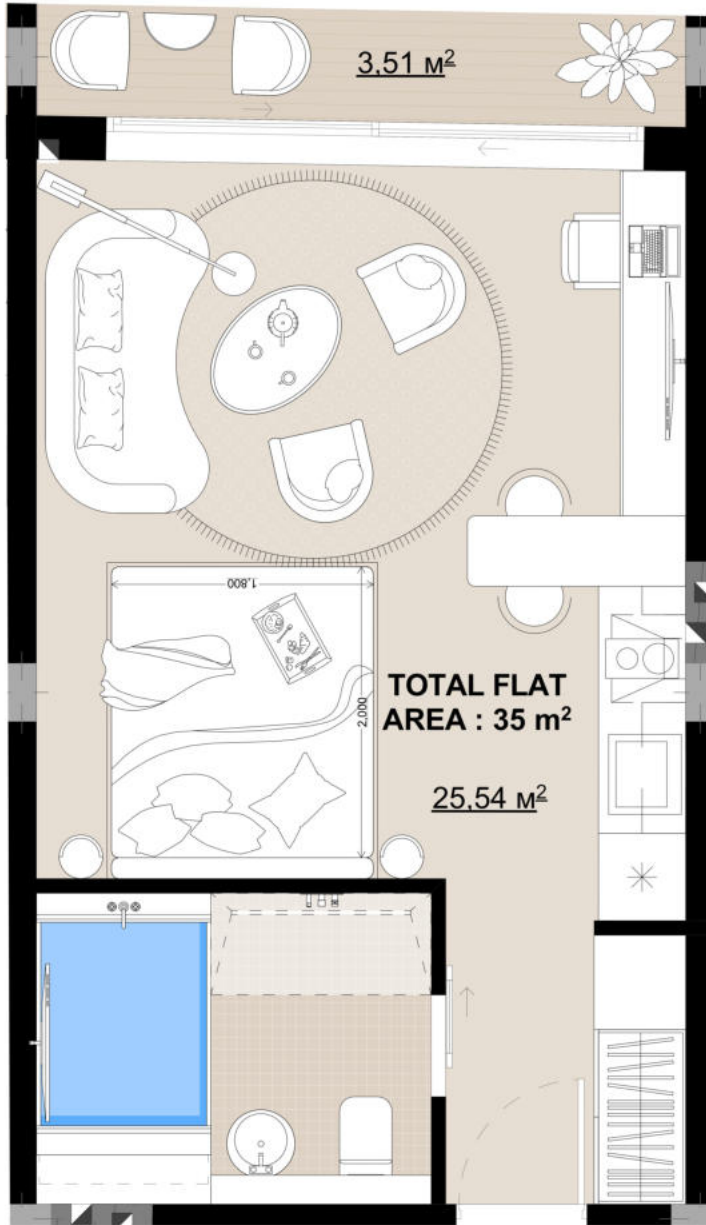 3,51 м²
1,800
2,000
TOTAL FLAT
AREA : 35 m²
25,54 м²